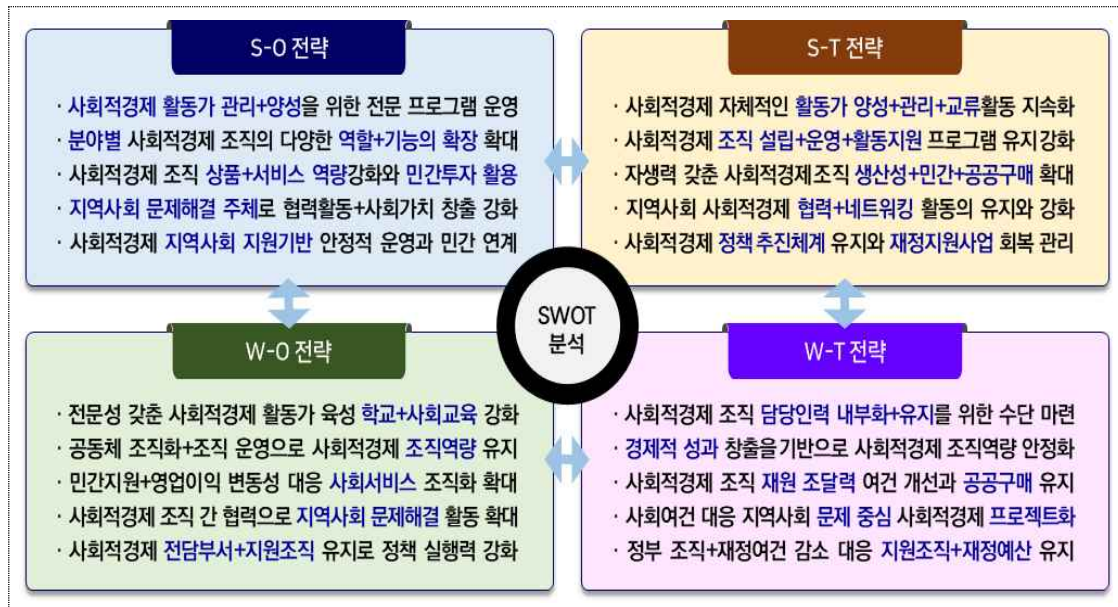 S-O 전략
· 사회적경제 활동가 관리+양성을 위한 전문 프로그램 운영
· 분야별 사회적경제 조직의 다양한 역할+기능의 확장 확대
· 사회적경제 조직 상품+서비스 역량강화와 민간투자 활용
· 지역사회 문제해결 주체로 협력활동+사회가치 창출 강화
· 사회적경제 지역사회 지원기반 안정적 운영과 민간 연계
S-T 전략
· 사회적경제 자체적인 활동가 양성+관리+교류활동 지속화
· 사회적경제 조직 설립+운영+활동지원 프로그램 유지강화
· 자생력 갖춘 사회적경제조직 생산성+민간+공공구매 확대
· 지역사회 사회적경제 협력+네트워킹 활동의 유지와 강화
· 사회적경제 정책 추진체계 유지와 재정지원사업 회복 관리
SWOT
분석
W-O 전략
· 전문성 갖춘 사회적경제 활동가 육성 학교+사회교육 강화
· 공동체 조직화+조직 운영으로 사회적경제 조직역량 유지
· 민간지원+영업이익 변동성 대응 사회서비스 조직화 확대
· 사회적경제 조직 간 협력으로 지역사회 문제해결 활동 확대
· 사회적경제 전담부서+지원조직 유지로 정책 실행력 강화
W-T 전략
· 사회적경제 조직 담당인력 내부화+유지를 위한 수단 마련
· 경제적 성과 창출을기반으로 사회적경제 조직역량 안정화
· 사회적경제 조직 재원 조달력 여건 개선과 공공구매 유지
· 사회여건 대응 지역사회 문제 중심 사회적경제 프로젝트화
· 정부 조직+재정여건 감소 대응 지원조직+재정예산 유지